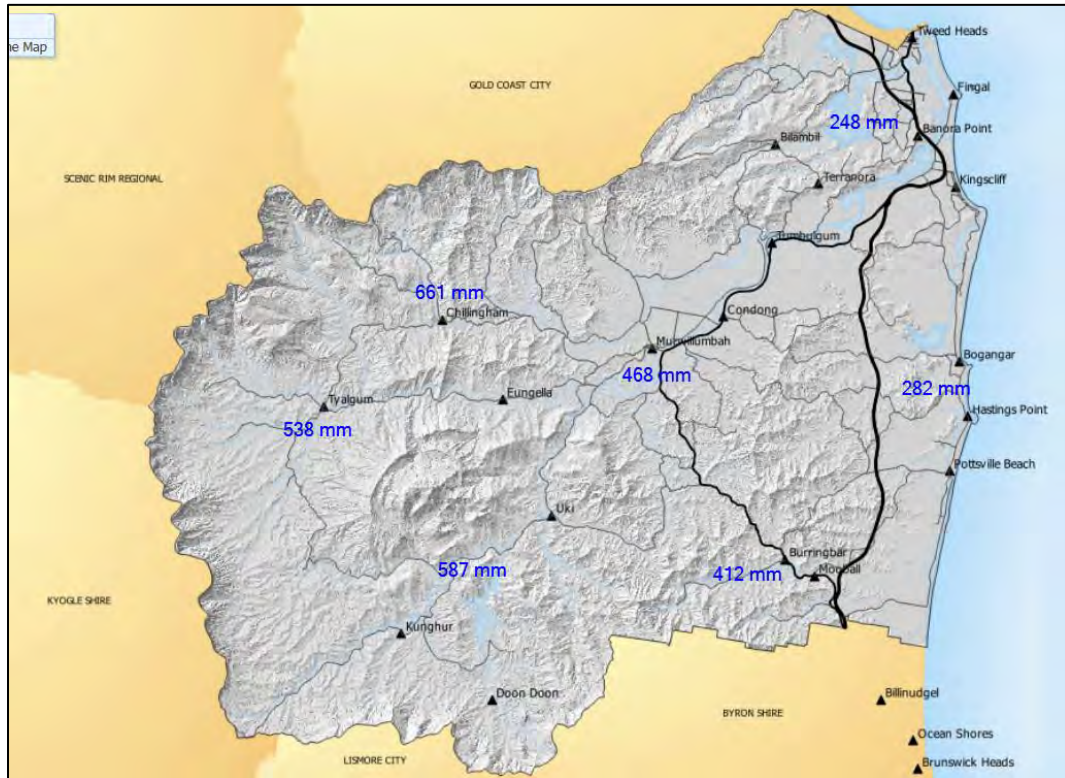 ne Map
Tweed Heads
GOLD COAST CITY
Fingal
248 mm
Banora Point
Bilambil
SCENIC RIM REGIONAL
Terranora
Kingscliff
Tumbulgum
661 mm
Chillingham
Condong
Murwillumbah
Bogangar
468 mm
282 mm
Eungella
Tyalgum
Hastings Point
538 mm
Pottsville Beach
Uki
Burringbar
587 mm
412 mm
Mooball
KYOGLE SHIRE
Kunghur
Doon Doon
Billinudgel
BYRON SHIRE
Ocean Shores
LISMORE CITY
Brunswick Heads